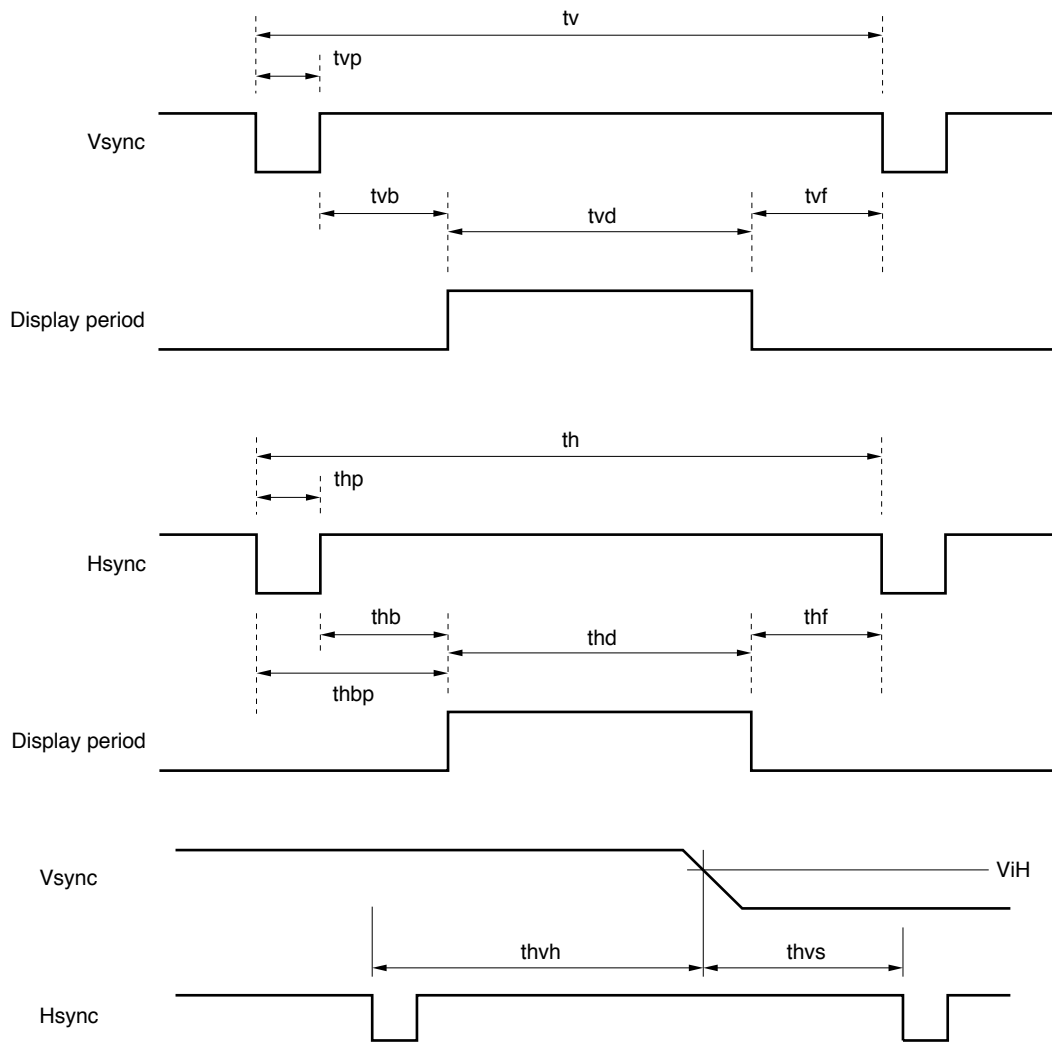 tv
tvp
Vsync
tvb
tvd
tvf
Display period
th
thp
Hsync
thb
thd
thf
thbp
Display period
Vsync
ViH
thvh
thvs
Hsync